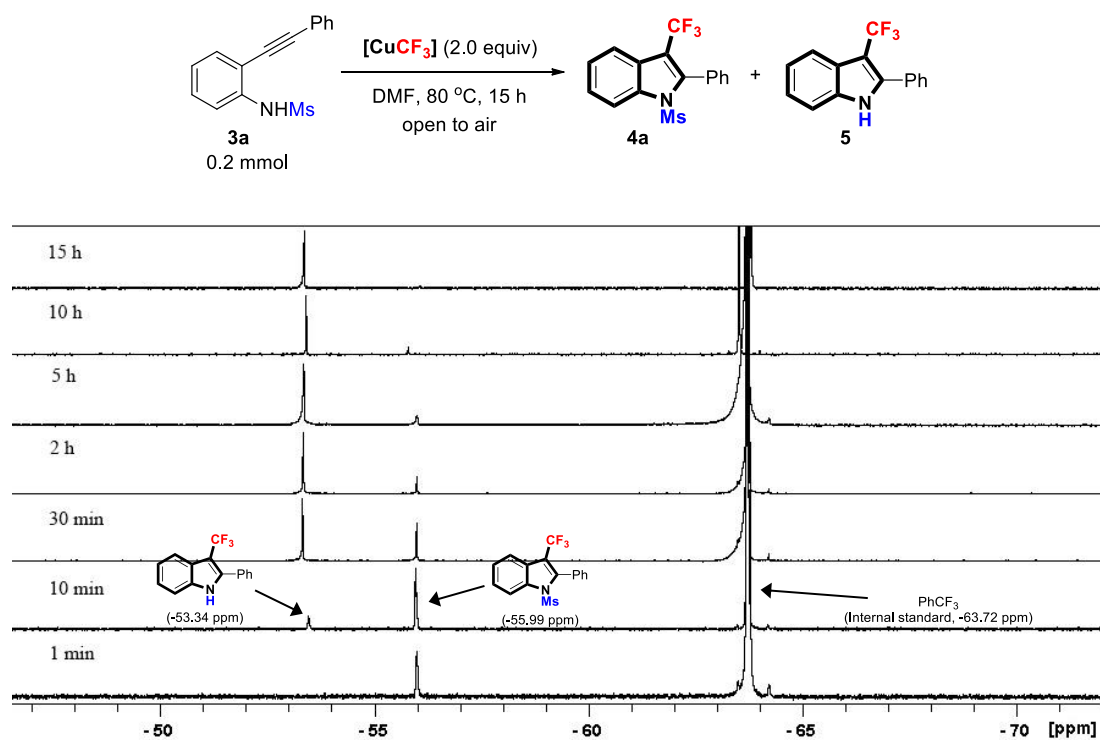 Ph
NHMs
3a
0.2 mmol
[CuCF3] (2.0 equiv)
DMF, 80 °C, 15 h
open to air
CF3
Ph
N
Ms
4a
+
CF3
Ph
N
H
5
15 h
10 h
5 h
2 h
30 min
CF3
Ph
N
H
(-53.34 ppm)
CF3
Ph
N
Ms
(-55.99 ppm)
PhCF3
(Internal standard, -63.72 ppm)
10 min
1 min
-50 -55 -60 -65 -70 [ppm]